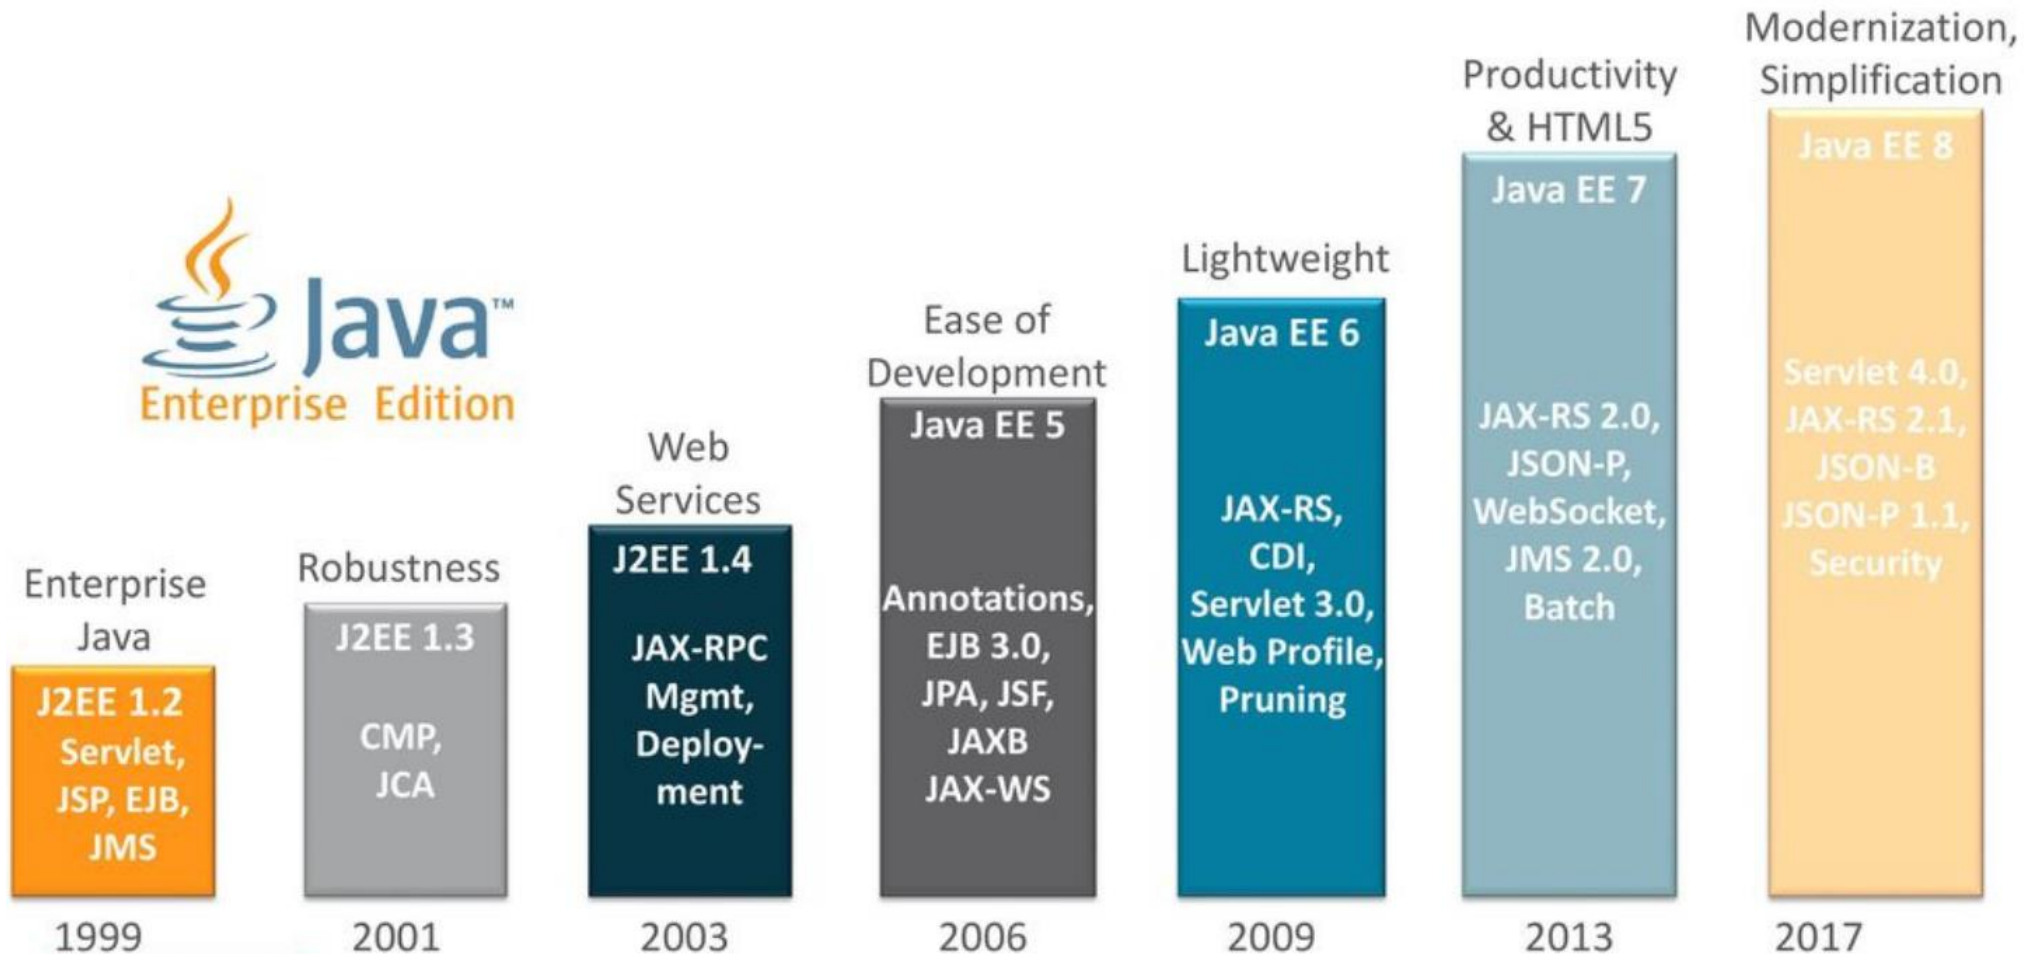 Java™
Enterprise Edition
Enterprise
Java
J2EE 1.2
Servlet,
JSP, EJB,
JMS
1999
Robustness
J2EE 1.3
CMP,
JCA
2001
Web
Services
J2EE 1.4
JAX-RPC
Mgmt,
Deploy-
ment
2003
Ease of
Development
Java EE 5
Annotations,
EJB 3.0,
JPA, JSF,
JAXB
JAX-WS
2006
Lightweight
Java EE 6
JAX-RS,
CDI,
Servlet 3.0,
Web Profile,
Pruning
2009
Productivity
& HTML5
Java EE 7
JAX-RS 2.0,
JSON-P,
WebSocket,
JMS 2.0,
Batch
2013
Modernization,
Simplification
Java EE 8
Servlet 4.0,
JAX-RS 2.1,
JSON-B
JSON-P 1.1,
Security
2017